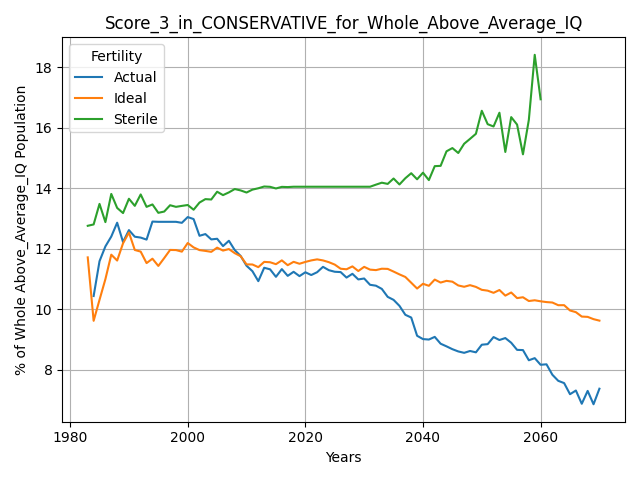 Score_3_in_CONSERVATIVE_for_Whole_Above_Average_IQ
Fertility
Actual
Ideal
Sterile
% of Whole Above_Average_IQ Population
18
16
14
12
10
8
1980
2000
2020
2040
2060
Years